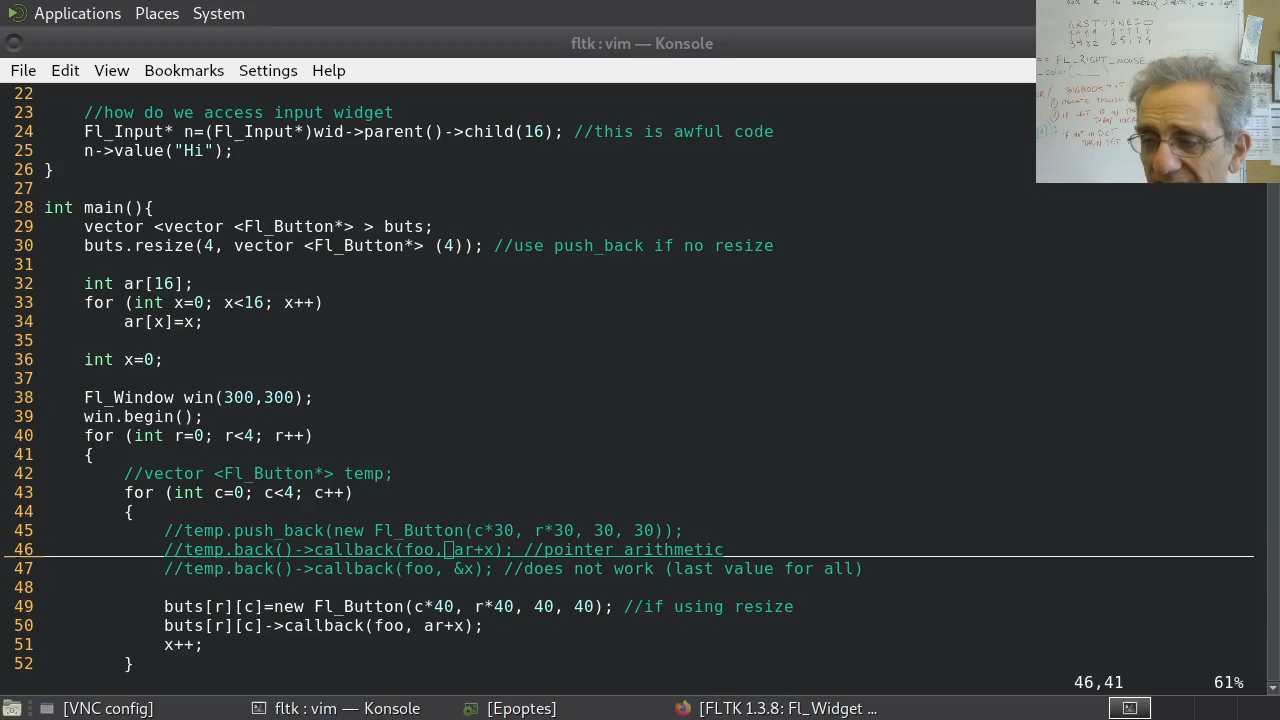 Applications Places System
fltk : vim — Konsole
File Edit View Bookmarks Settings Help
22
23 //how do we access input widget
24 Fl_Input* n=(Fl_Input*)wid->parent()->child(16); //this is awful code
25 n->value("Hi");
26 }
27
28 int main(){
29 vector <vector <Fl_Button*> > buts;
30 buts.resize(4, vector <Fl_Button*> (4)); //use push_back if no resize
31
32 int ar[16];
33 for (int x=0; x<16; x++)
34 ar[x]=x;
35
36 int x=0;
37
38 Fl_Window win(300,300);
39 win.begin();
40 for (int r=0; r<4; r++)
41 {
42 //vector <Fl_Button*> temp;
43 for (int c=0; c<4; c++)
44 {
45 //temp.push_back(new Fl_Button(c*30, r*30, 30, 30));
46 //temp.back()->callback(foo, ar+x); //pointer arithmetic
47 //temp.back()->callback(foo, &x); //does not work (last value for all)
48
49 buts[r][c]=new Fl_Button(c*40, r*40, 40, 40); //if using resize
50 buts[r][c]->callback(foo, ar+x);
51 x++;
52 }
46,41 61%
[VNC config] fltk : vim — Konsole [Epoptes] [FLTK 1.3.8: Fl_Widget ...
ARSTDHNEIO
== FL_RIGHT_MOUSE
_color(